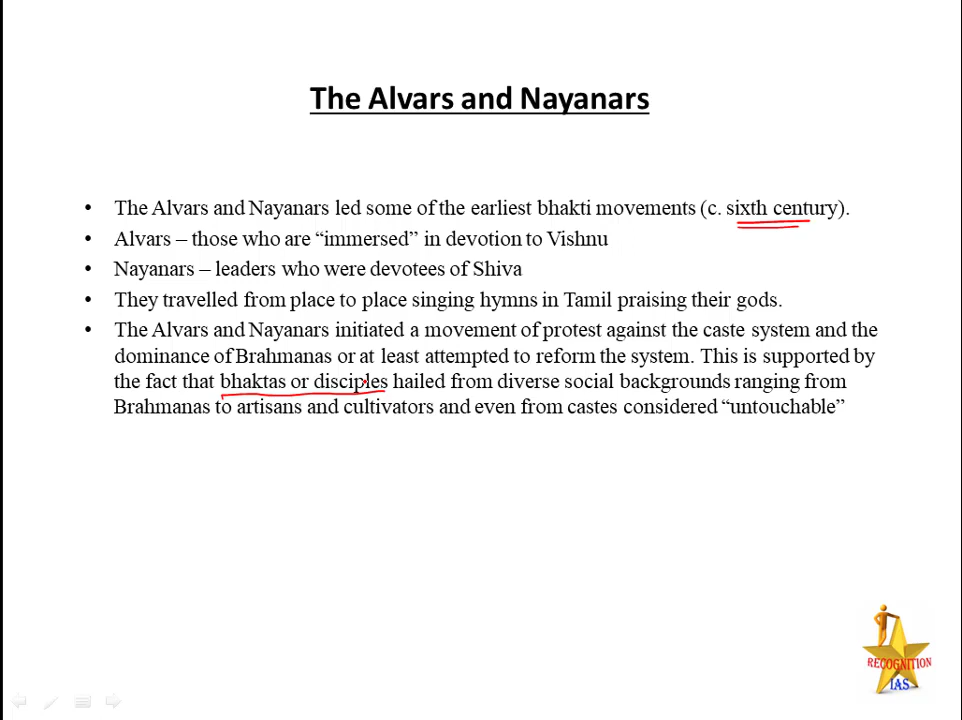 The Alvars and Nayanars
• The Alvars and Nayanars led some of the earliest bhakti movements (c. sixth century).
• Alvars – those who are “immersed” in devotion to Vishnu
• Nayanars – leaders who were devotees of Shiva
• They travelled from place to place singing hymns in Tamil praising their gods.
• The Alvars and Nayanars initiated a movement of protest against the caste system and the
dominance of Brahmanas or at least attempted to reform the system. This is supported by
the fact that bhaktas or disciples hailed from diverse social backgrounds ranging from
Brahmanas to artisans and cultivators and even from castes considered “untouchable”
RECOGNITION
IAS